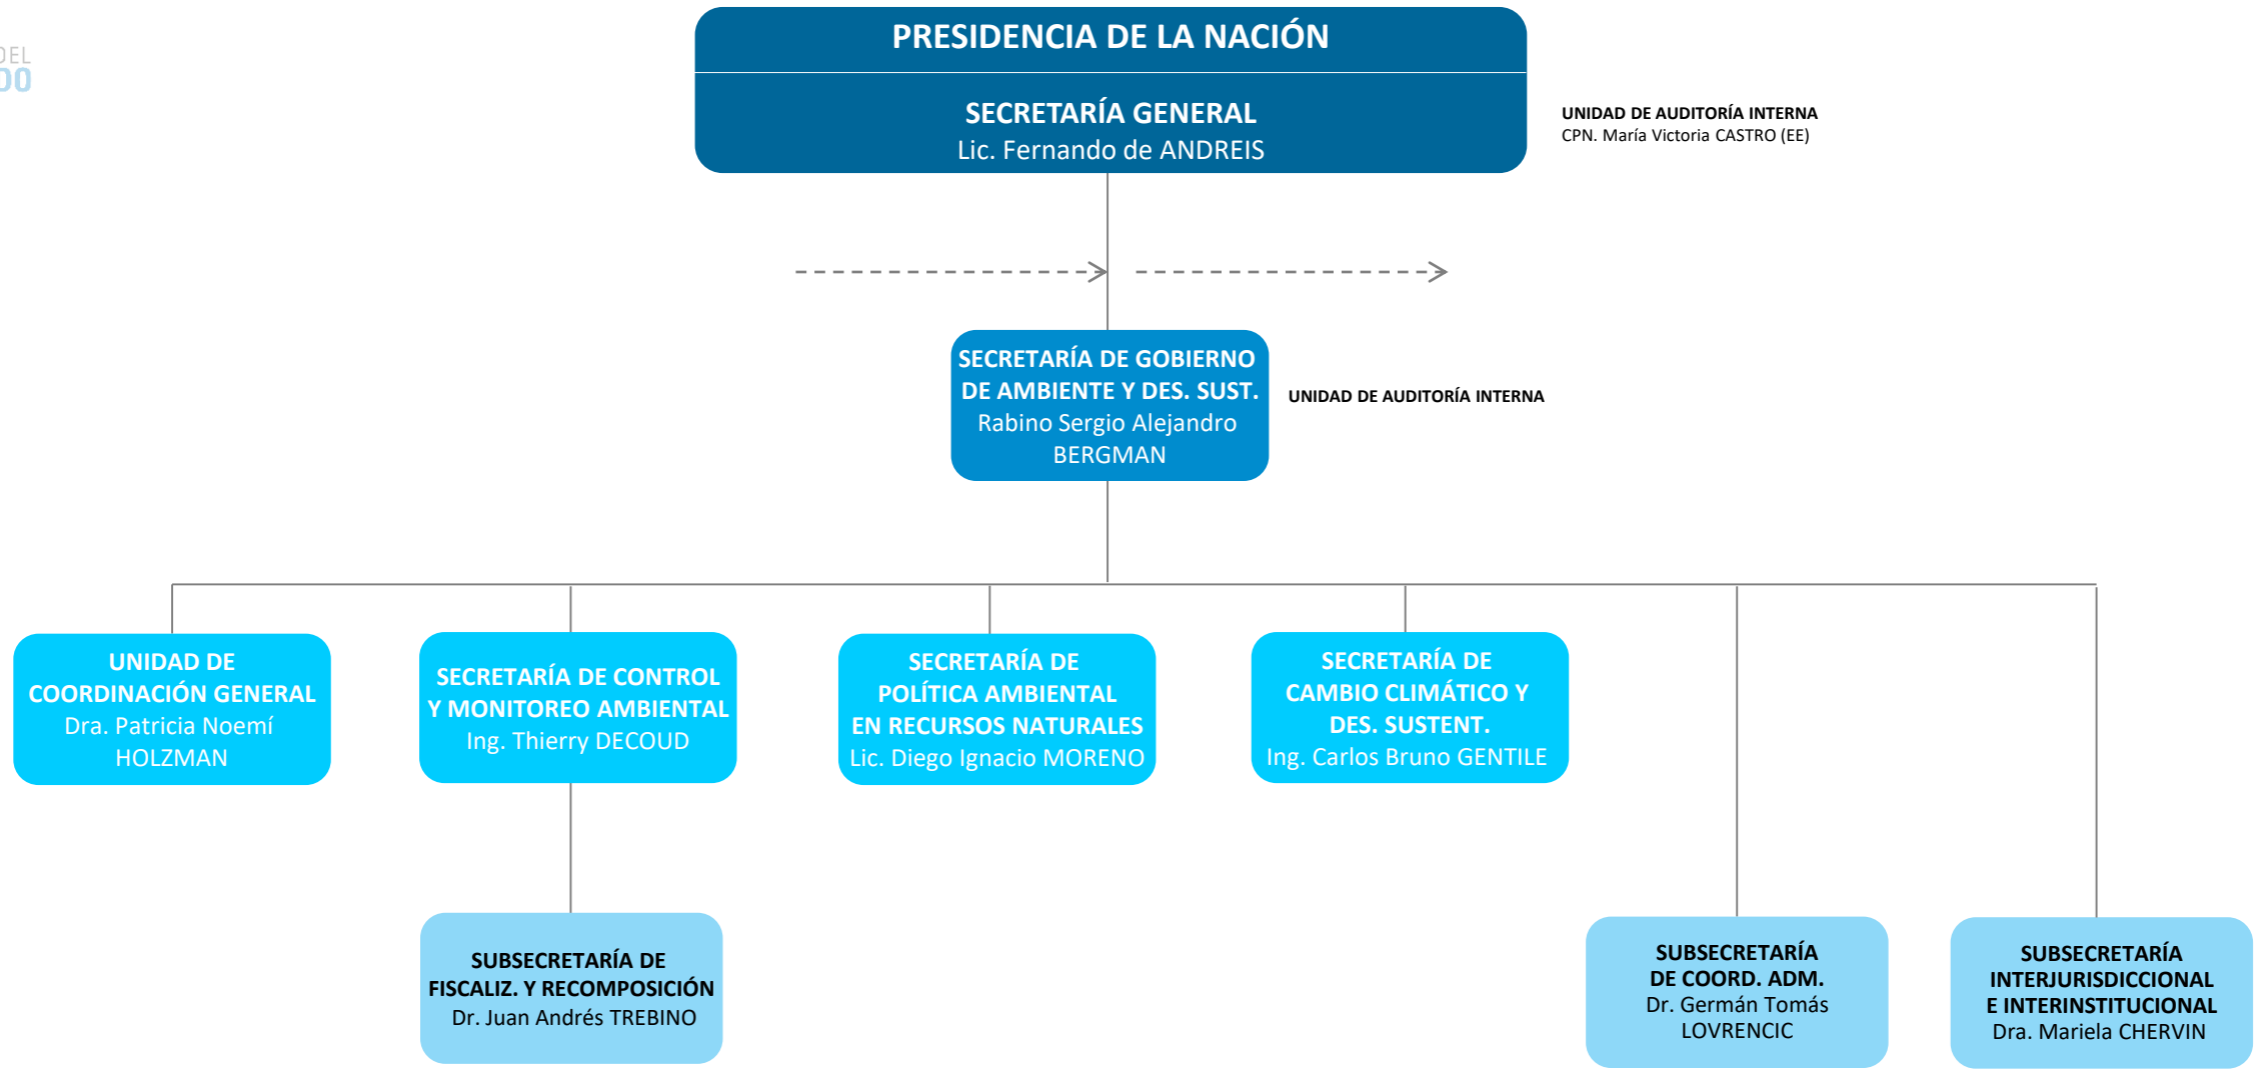 DEL
00
PRESIDENCIA DE LA NACIÓN
SECRETARÍA GENERAL
Lic. Fernando de ANDREIS
UNIDAD DE AUDITORÍA INTERNA
CPN. María Victoria CASTRO (EE)
SECRETARÍA DE GOBIERNO
DE AMBIENTE Y DES. SUST.
Rabino Sergio Alejandro
BERGMAN
UNIDAD DE AUDITORÍA INTERNA
UNIDAD DE
COORDINACIÓN GENERAL
Dra. Patricia Noemí
HOLZMAN
SECRETARÍA DE CONTROL
Y MONITOREO AMBIENTAL
Ing. Thierry DECOUD
SECRETARÍA DE
POLÍTICA AMBIENTAL
EN RECURSOS NATURALES
Lic. Diego Ignacio MORENO
SECRETARÍA DE
CAMBIO CLIMÁTICO Y
DES. SUSTENT.
Ing. Carlos Bruno GENTILE
SUBSECRETARÍA DE
FISCALIZ. Y RECOMPOSICIÓN
Dr. Juan Andrés TREBINO
SUBSECRETARÍA
DE COORD. ADM.
Dr. Germán Tomás
LOVRENCIC
SUBSECRETARÍA
INTERJURISDICCIONAL
E INTERINSTITUCIONAL
Dra. Mariela CHERVIN